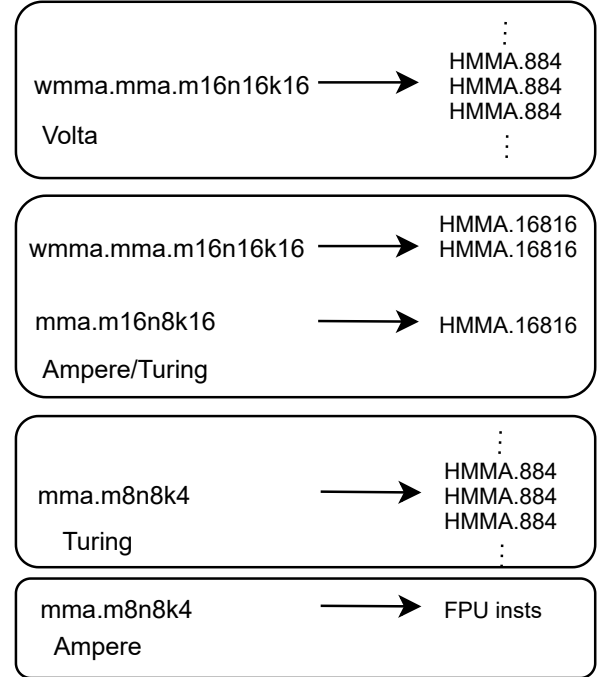 ⋮
HMMA.884
wmma.mma.m16n16k16 HMMA.884
HMMA.884
Volta
⋮
HMMA.16816
wmma.mma.m16n16k16 HMMA.16816
mma.m16n8k16 HMMA.16816
Ampere/Turing
⋮
HMMA.884
mma.m8n8k4 HMMA.884
HMMA.884
Turing
⋮
mma.m8n8k4 FPU insts
Ampere